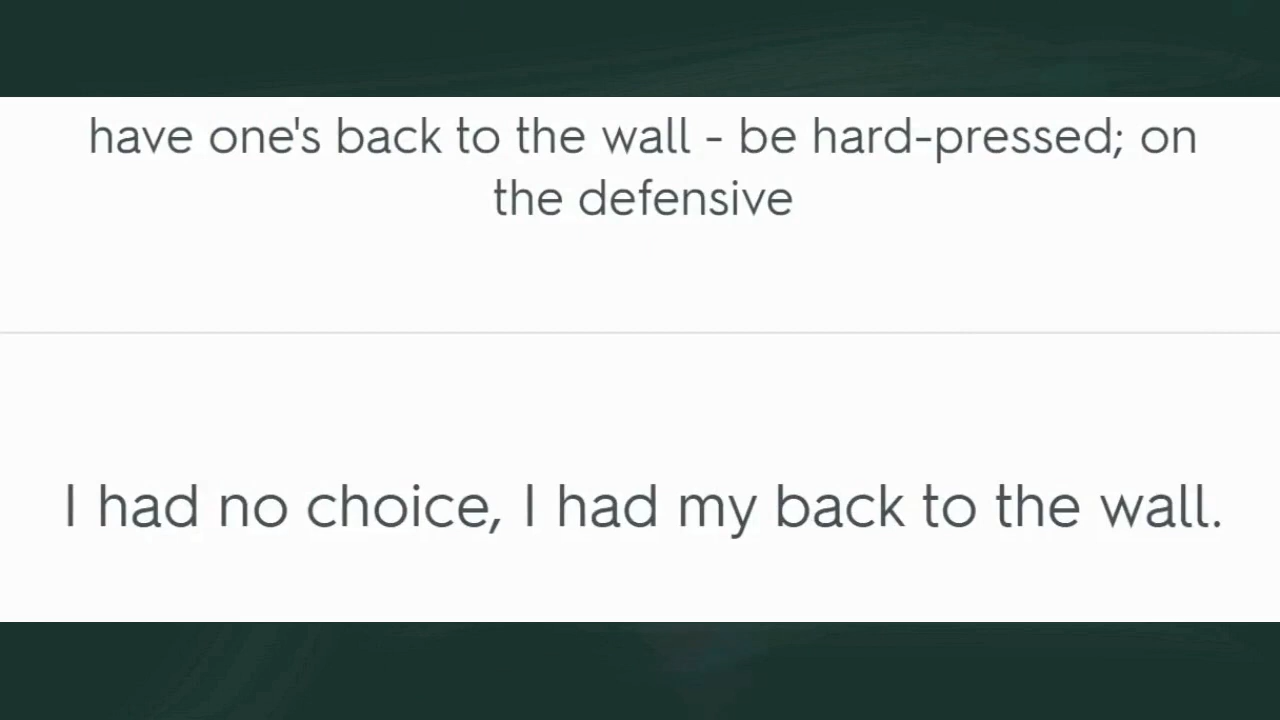 have one's back to the wall - be hard-pressed; on
the defensive
I had no choice, I had my back to the wall.